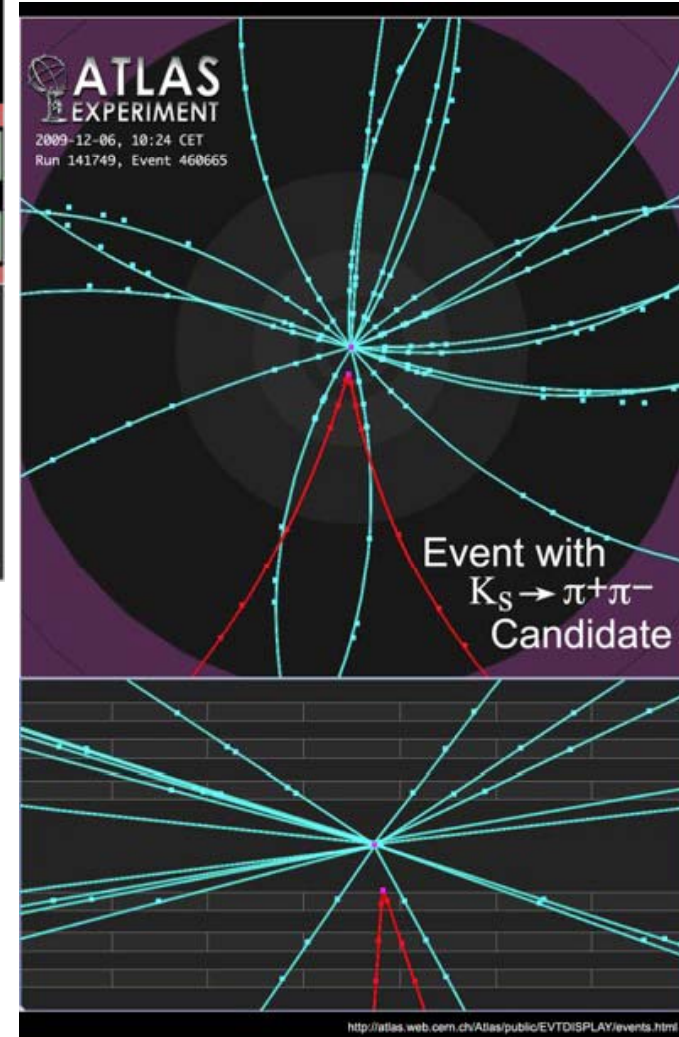 ATLAS
EXPERIMENT
2009-12-06, 10:24 CET
Run 141749, Event 460665
Event with
K_S → π⁺π⁻
Candidate
http://atlas.web.cern.ch/Atlas/public/EVTDISPLAY/events.html